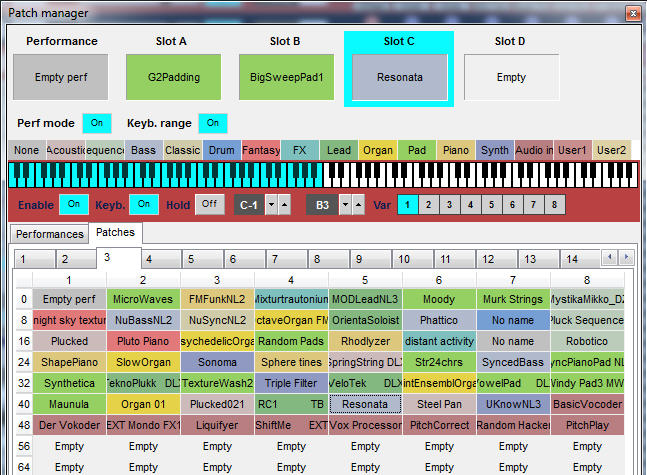 Patch manager
Performance Slot A Slot B Slot C Slot D
Empty perf G2Padding BigSweepPad1 Resonata Empty
Perf mode On Keyb. range On
None Acoustic equenc Bass Classic Drum Fantasy FX Lead Organ Pad Piano Synth Audio in User1 User2
Enable On Keyb. On Hold Off C-1 B3 Var 1 2 3 4 5 6 7 8
Performances Patches
1 2 3 4 5 6 7 8 9 10 11 12 13 14
1 2 3 4 5 6 7 8
0 Empty perf MicroWaves FMFunkNL2 Mixturtrautonium MODLeadNL3 Moody Murk Strings MystikaMikko_DZ
8 night sky textur NuBassNL2 NuSyncNL2 ctaveOrgan FM OrientaSoloist Phattico No name Pluck Sequence
16 Plucked Pluto Piano sychedelicOrga Random Pads Rhodlyzer distant activity No name Robotico
24 ShapePiano SlowOrgan Sonoma Sphere tines SpringString DL Str24chrs SyncedBass yncPianoPad NL
32 Synthetica TeknoPlukk DLX TextureWash2 Triple Filter VeloTek DLX intEnsemblOrga VowelPad DL Windy Pad3 MW
40 Maunula Organ 01 Plucked021 RC1 TB Resonata Steel Pan UKnowNL3 BasicVocoder
48 Der Vokoder EXT Mondo FX1 Liquifyer ShiftMe EXT Vox Processor PitchCorrect Random Hacker PitchPlay
56 Empty Empty Empty Empty Empty Empty Empty Empty
64 Empty Empty Empty Empty Empty Empty Empty Empty